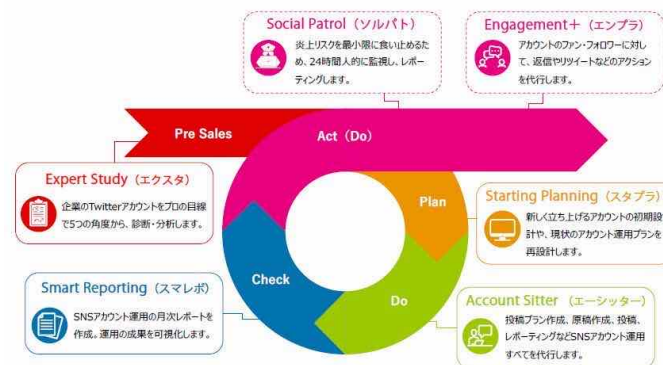 Social Patrol（ソルパト）
炎上リスクを最小限に食い止めるた
め、24時間人的に監視し、レポー
ティングします。
Engagement＋（エンプラ）
アカウントのファン・フォロワーに対し
て、返信やリツイートなどのアクション
を代行します。
Pre Sales
Act（Do）
Expert Study（エクスタ）
企業のTwitterアカウントをプロの目線
で5つの角度から、診断・分析します。
Plan
Starting Planning（スタプラ）
新しく立ち上げるアカウントの初期設
計や、現状のアカウント運用プランを
再設計します。
Check
Do
Smart Reporting（スマレポ）
SNSアカウント運用の月次レポートを
作成。運用の成果を可視化します。
Account Sitter（エーシッター）
投稿プラン作成、原稿作成、投稿、
レポーティングなどSNSアカウント運用
すべてを代行します。